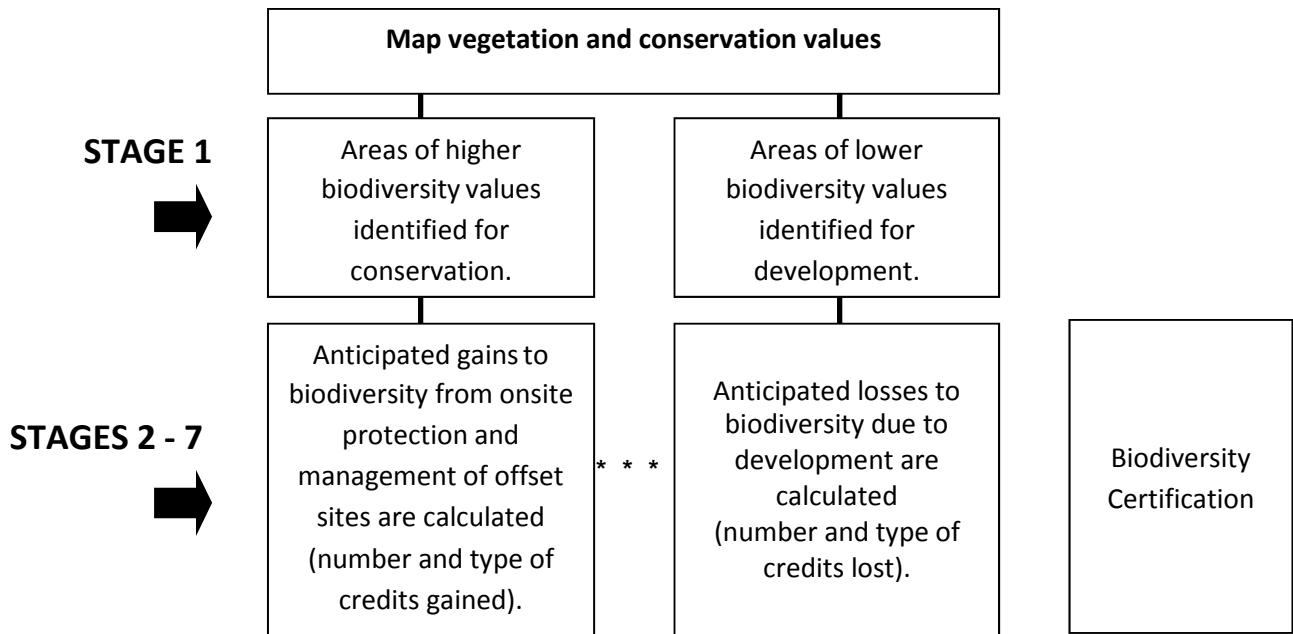 Map vegetation and conservation values
STAGE 1
Areas of higher
biodiversity values
identified for
conservation.
Areas of lower
biodiversity values
identified for
development.
STAGES 2 - 7
Anticipated gains to
biodiversity from onsite
protection and
management of offset
sites are calculated
(number and type of
credits gained).
* * *
Anticipated losses to
biodiversity due to
development are
calculated
(number and type of
credits lost).
Biodiversity
Certification